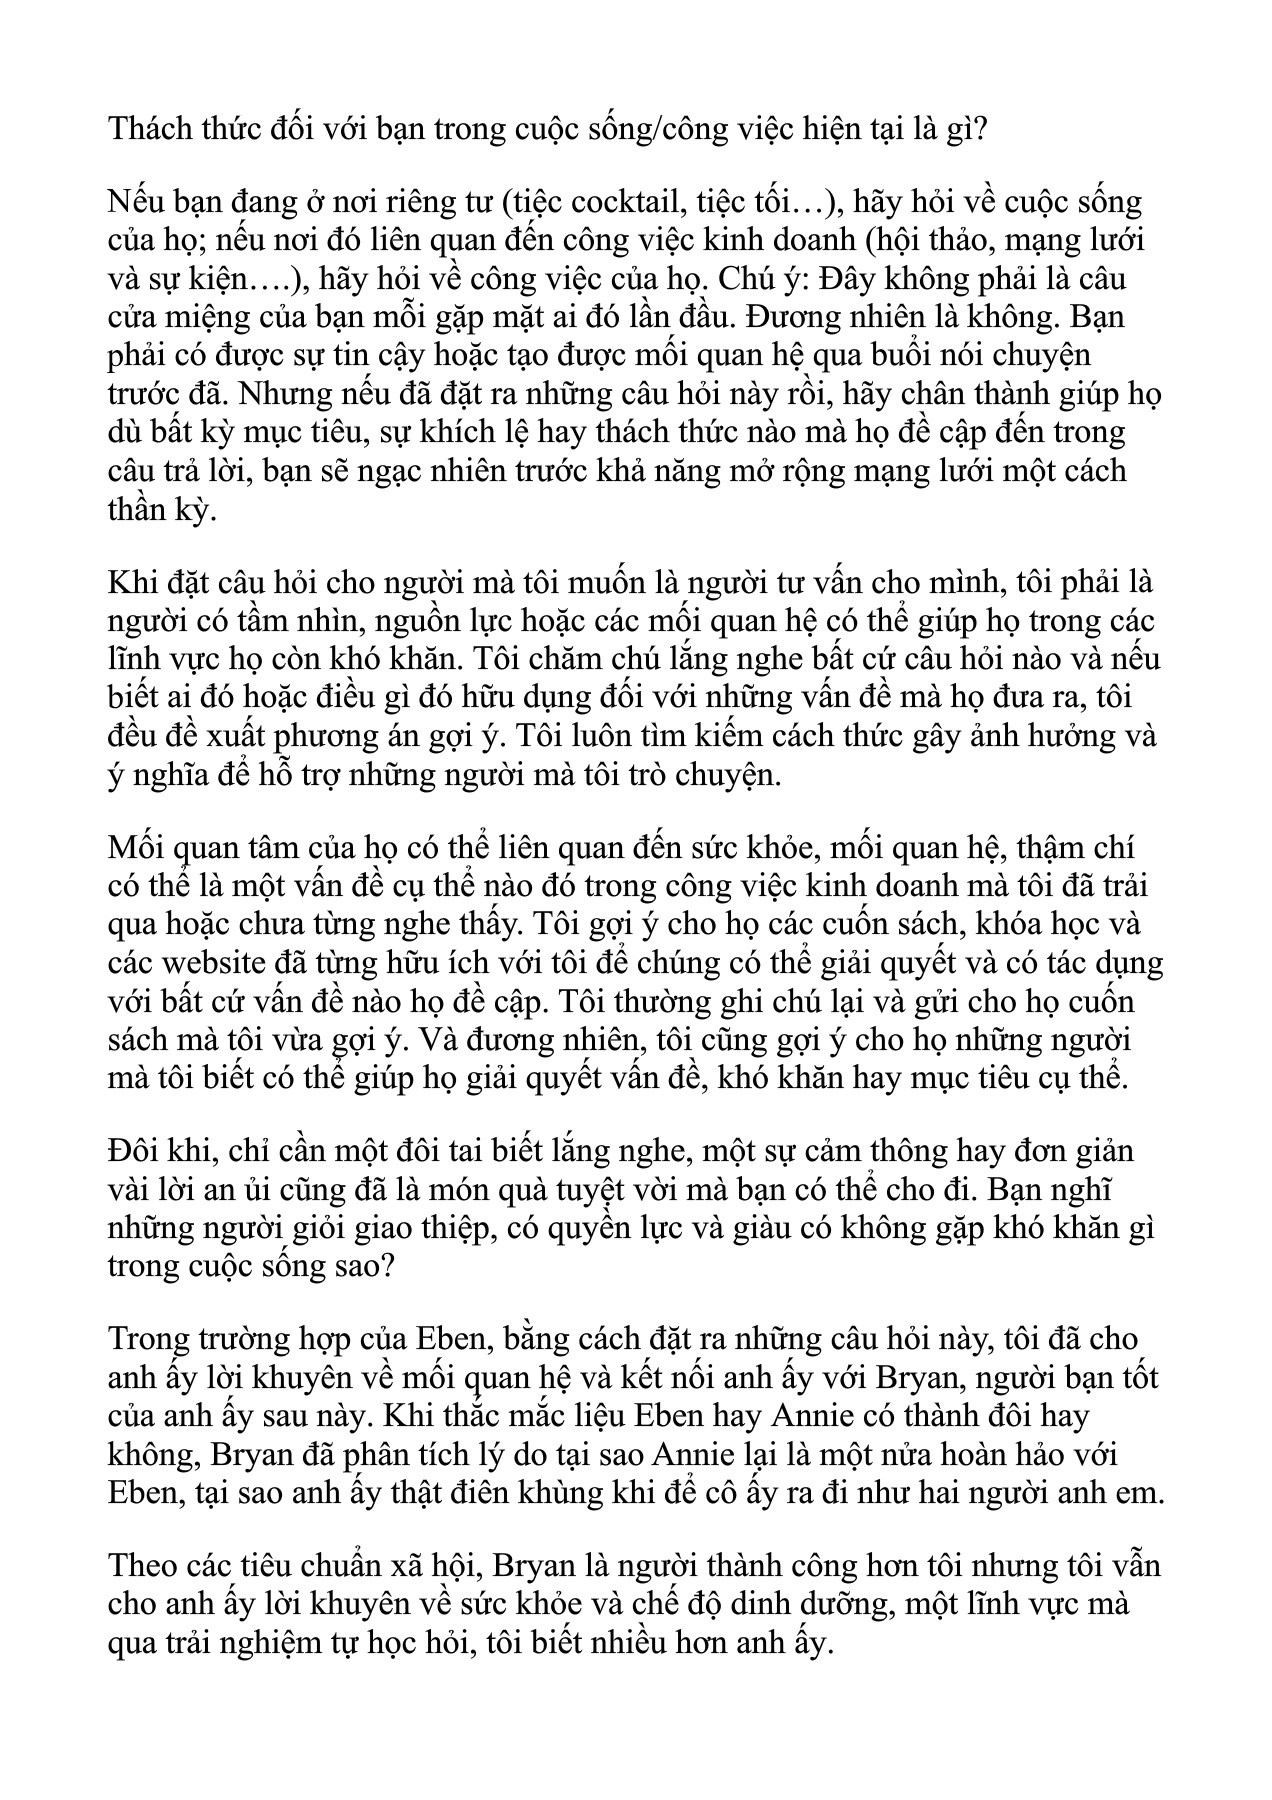 Thách thức đối với bạn trong cuộc sống/công việc hiện tại là gì?
Nếu bạn đang ở nơi riêng tư (tiệc cocktail, tiệc tối…), hãy hỏi về cuộc sống
của họ; nếu nơi đó liên quan đến công việc kinh doanh (hội thảo, mạng lưới
và sự kiện….), hãy hỏi về công việc của họ. Chú ý: Đây không phải là câu
cửa miệng của bạn mỗi gặp mặt ai đó lần đầu. Đương nhiên là không. Bạn
phải có được sự tin cậy hoặc tạo được mối quan hệ qua buổi nói chuyện
trước đã. Nhưng nếu đã đặt ra những câu hỏi này rồi, hãy chân thành giúp họ
dù bất kỳ mục tiêu, sự khích lệ hay thách thức nào mà họ đề cập đến trong
câu trả lời, bạn sẽ ngạc nhiên trước khả năng mở rộng mạng lưới một cách
thần kỳ.
Khi đặt câu hỏi cho người mà tôi muốn là người tư vấn cho mình, tôi phải là
người có tầm nhìn, nguồn lực hoặc các mối quan hệ có thể giúp họ trong các
lĩnh vực họ còn khó khăn. Tôi chăm chú lắng nghe bất cứ câu hỏi nào và nếu
biết ai đó hoặc điều gì đó hữu dụng đối với những vấn đề mà họ đưa ra, tôi
đều đề xuất phương án gợi ý. Tôi luôn tìm kiếm cách thức gây ảnh hưởng và
ý nghĩa để hỗ trợ những người mà tôi trò chuyện.
Mối quan tâm của họ có thể liên quan đến sức khỏe, mối quan hệ, thậm chí
có thể là một vấn đề cụ thể nào đó trong công việc kinh doanh mà tôi đã trải
qua hoặc chưa từng nghe thấy. Tôi gợi ý cho họ các cuốn sách, khóa học và
các website đã từng hữu ích với tôi để chúng có thể giải quyết và có tác dụng
với bất cứ vấn đề nào họ đề cập. Tôi thường ghi chú lại và gửi cho họ cuốn
sách mà tôi vừa gợi ý. Và đương nhiên, tôi cũng gợi ý cho họ những người
mà tôi biết có thể giúp họ giải quyết vấn đề, khó khăn hay mục tiêu cụ thể.
Đôi khi, chỉ cần một đôi tai biết lắng nghe, một sự cảm thông hay đơn giản
vài lời an ủi cũng đã là món quà tuyệt vời mà bạn có thể cho đi. Bạn nghĩ
những người giỏi giao thiệp, có quyền lực và giàu có không gặp khó khăn gì
trong cuộc sống sao?
Trong trường hợp của Eben, bằng cách đặt ra những câu hỏi này, tôi đã cho
anh ấy lời khuyên về mối quan hệ và kết nối anh ấy với Bryan, người bạn tốt
của anh ấy sau này. Khi thắc mắc liệu Eben hay Annie có thành đôi hay
không, Bryan đã phân tích lý do tại sao Annie lại là một nửa hoàn hảo với
Eben, tại sao anh ấy thật điên khùng khi để cô ấy ra đi như hai người anh em.
Theo các tiêu chuẩn xã hội, Bryan là người thành công hơn tôi nhưng tôi vẫn
cho anh ấy lời khuyên về sức khỏe và chế độ dinh dưỡng, một lĩnh vực mà
qua trải nghiệm tự học hỏi, tôi biết nhiều hơn anh ấy.